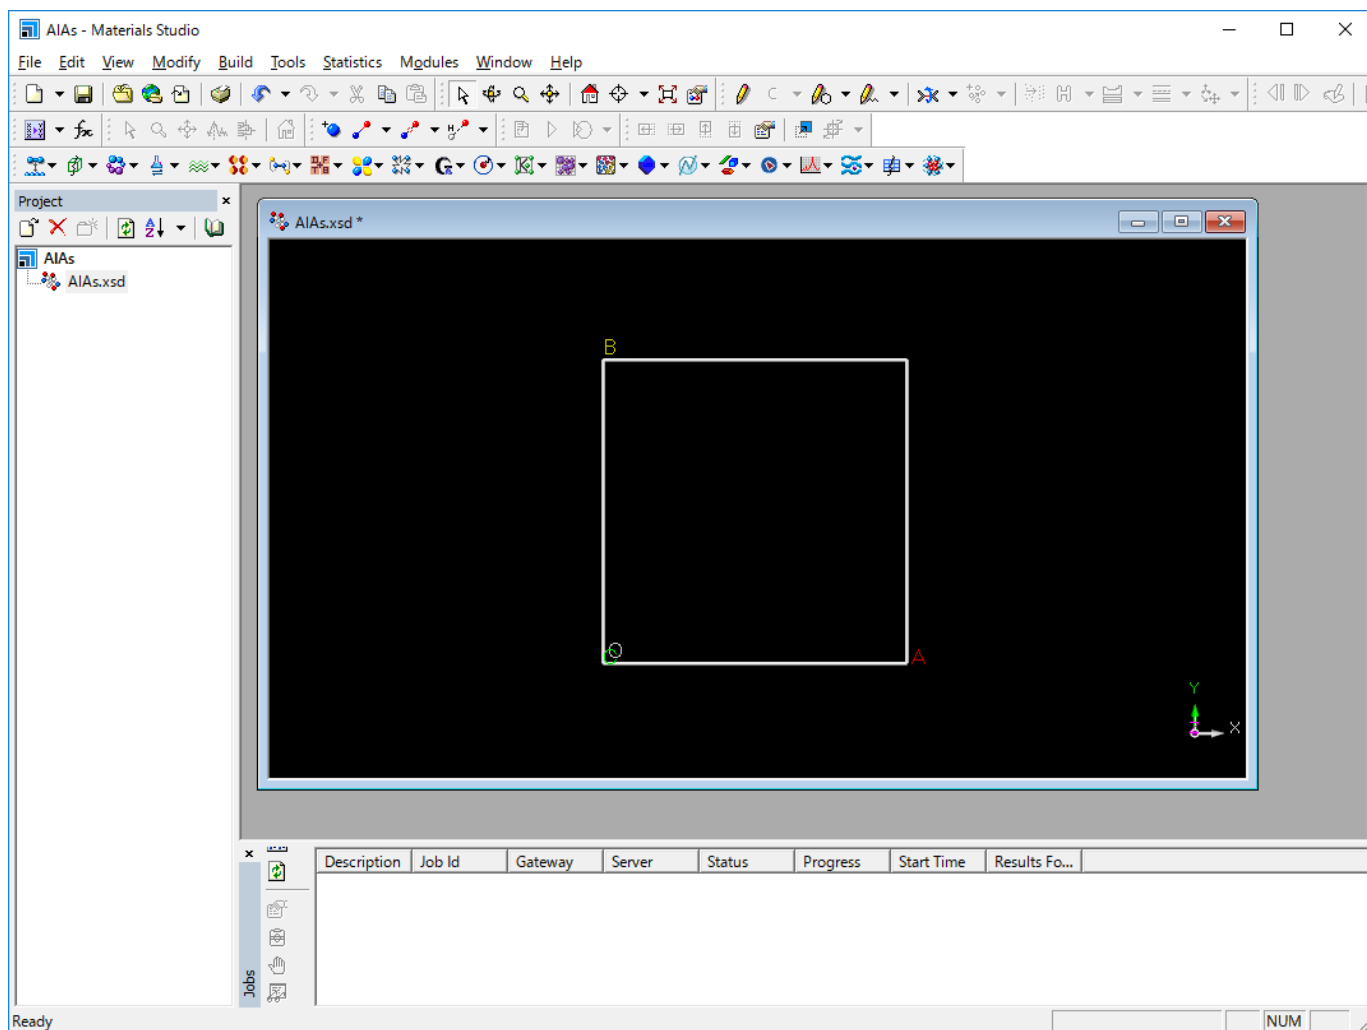 AlAs - Materials Studio
File Edit View Modify Build Tools Statistics Modules Window Help
Project
AlAs
AlAs.xsd
AlAs.xsd *
B
O
C
A
Y
X
Description Job Id Gateway Server Status Progress Start Time Results Fo...
Jobs
Ready
NUM